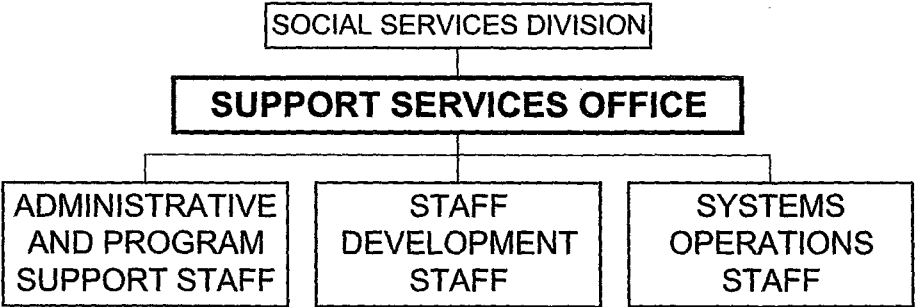 SOCIAL SERVICES DIVISION
SUPPORT SERVICES OFFICE
ADMINISTRATIVE
AND PROGRAM
SUPPORT STAFF
STAFF
DEVELOPMENT
STAFF
SYSTEMS
OPERATIONS
STAFF